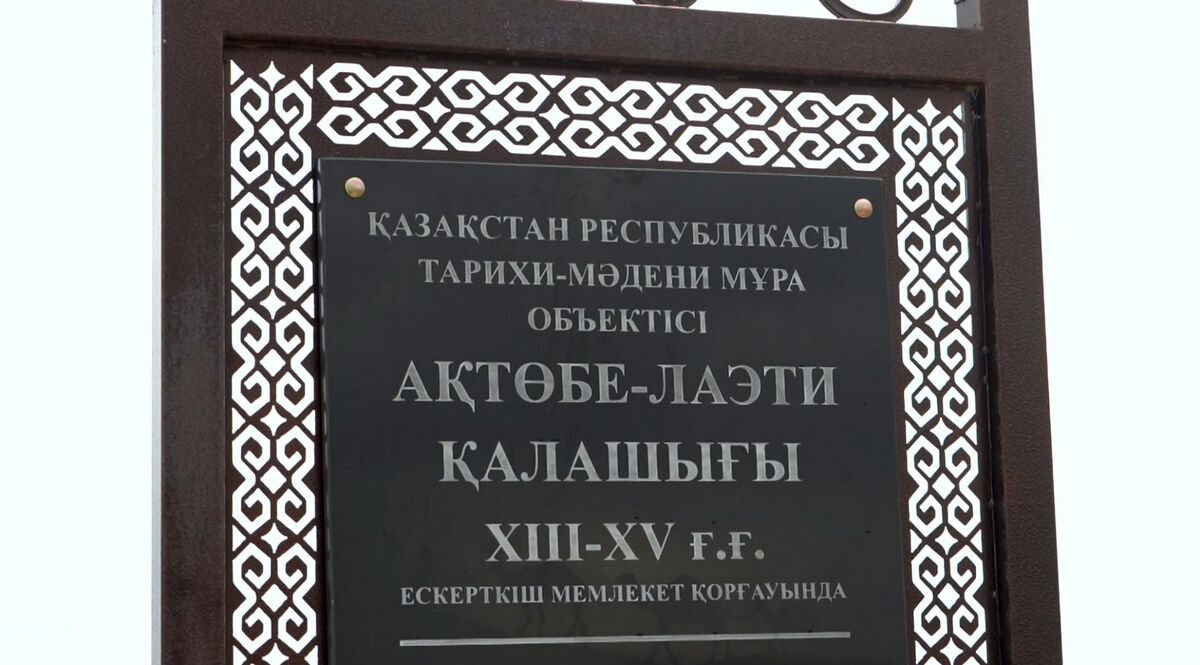 ҚАЗАҚСТАН РЕСПУБЛИКАСЫ
ТАРИХИ-МӘДЕНИ МҰРА
ОБЪЕКТІСІ
АҚТӨБЕ-ЛАЭТИ
ҚАЛАШЫҒЫ
XIII-XV ғ.ғ.
ЕСКЕРТКІШ МЕМЛЕКЕТ ҚОРҒАУЫНДА